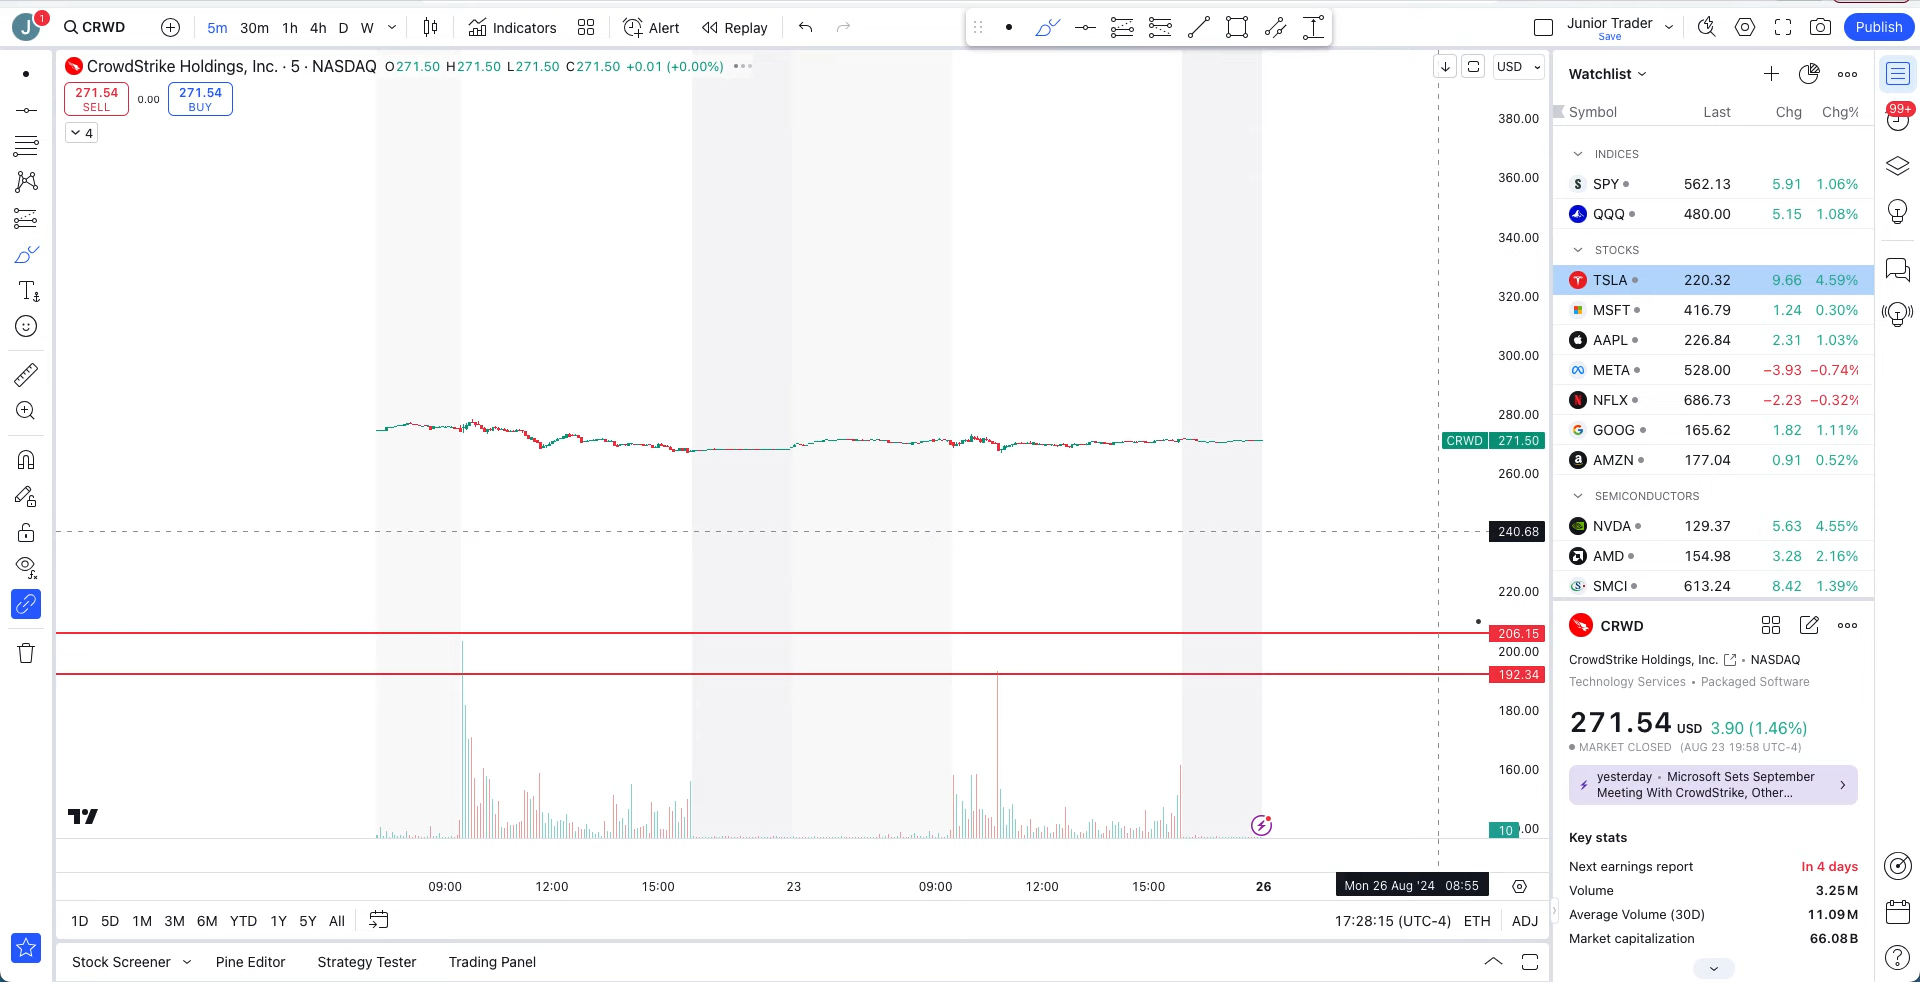 J 1 CRWD 5m 30m 1h 4h D W Indicators Alert Replay Junior Trader Save Publish
CrowdStrike Holdings, Inc. · 5 · NASDAQ O271.50 H271.50 L271.50 C271.50 +0.01 (+0.00%)
271.54 SELL 0.00 271.54 BUY
4
USD
380.00
360.00
340.00
320.00
300.00
280.00
CRWD 271.50
260.00
240.68
220.00
206.15
200.00
192.34
180.00
160.00
10 .00
09:00 12:00 15:00 23 09:00 12:00 15:00 26 Mon 26 Aug '24 08:55
1D 5D 1M 3M 6M YTD 1Y 5Y All 17:28:15 (UTC-4) ETH ADJ
Stock Screener Pine Editor Strategy Tester Trading Panel
Watchlist
99+
Symbol Last Chg Chg%
INDICES
SPY 562.13 5.91 1.06%
QQQ 480.00 5.15 1.08%
STOCKS
TSLA 220.32 9.66 4.59%
MSFT 416.79 1.24 0.30%
AAPL 226.84 2.31 1.03%
META 528.00 −3.93 −0.74%
NFLX 686.73 −2.23 −0.32%
GOOG 165.62 1.82 1.11%
AMZN 177.04 0.91 0.52%
SEMICONDUCTORS
NVDA 129.37 5.63 4.55%
AMD 154.98 3.28 2.16%
SMCI 613.24 8.42 1.39%
CRWD
CrowdStrike Holdings, Inc. • NASDAQ
Technology Services • Packaged Software
271.54 USD 3.90 (1.46%)
MARKET CLOSED (AUG 23 19:58 UTC-4)
yesterday • Microsoft Sets September
Meeting With CrowdStrike, Other...
Key stats
Next earnings report In 4 days
Volume 3.25M
Average Volume (30D) 11.09M
Market capitalization 66.08B